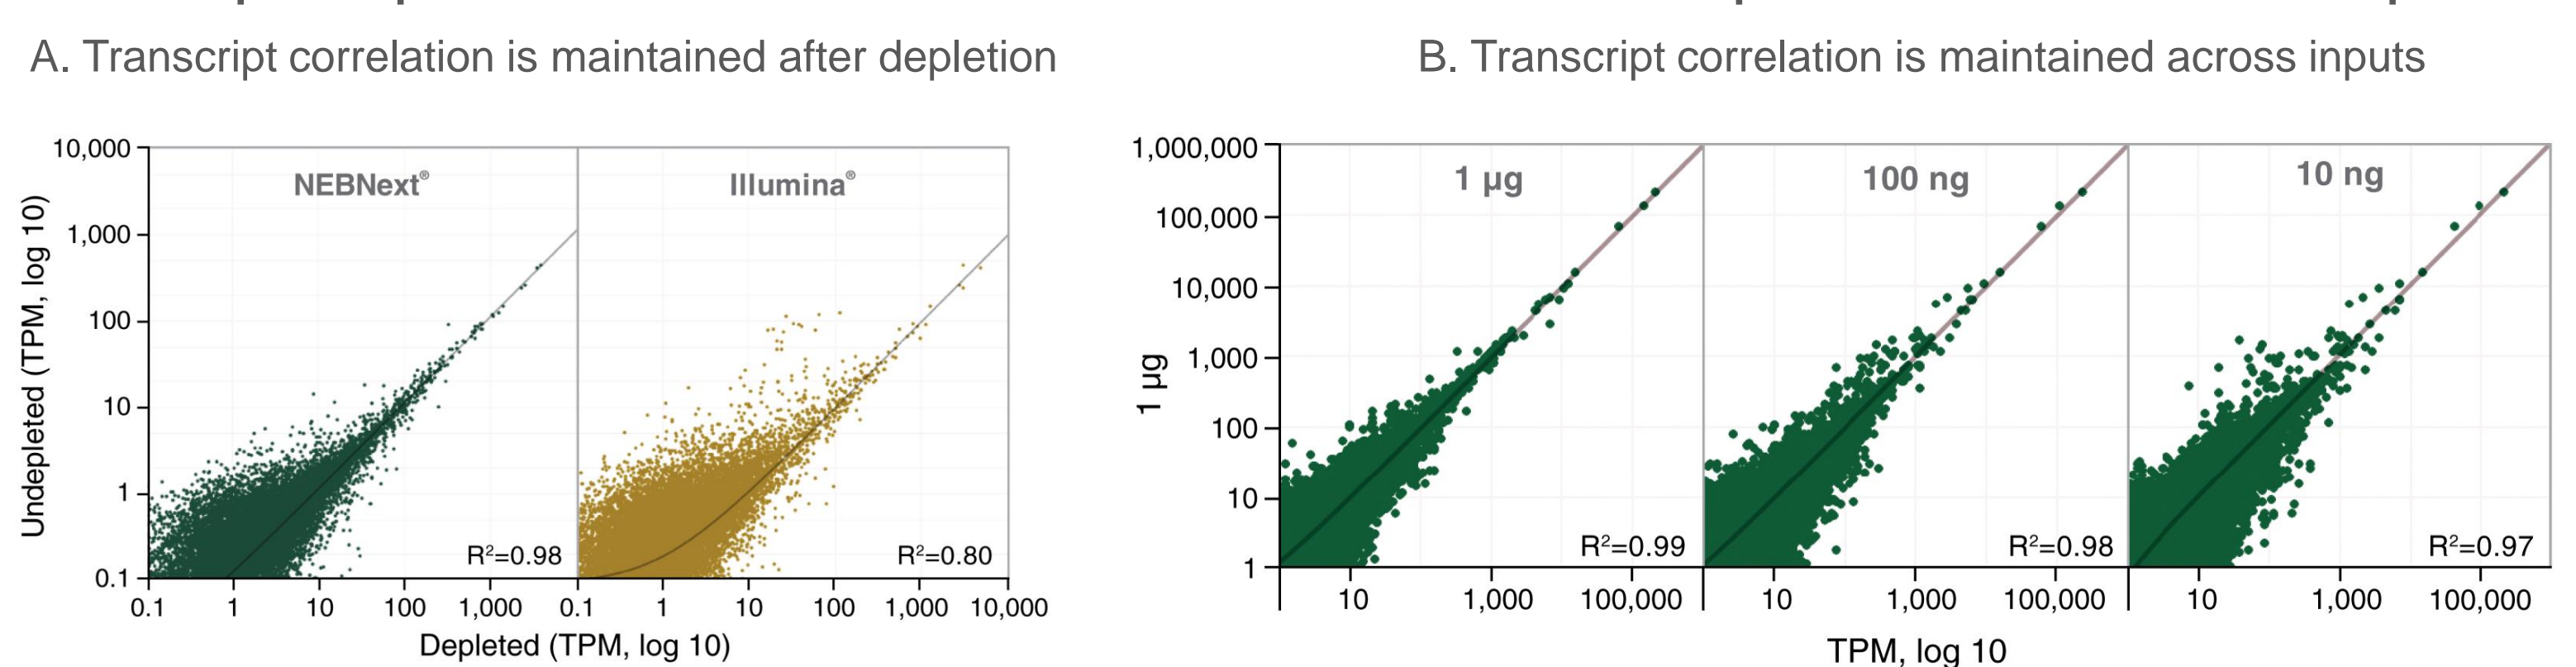 A. Transcript correlation is maintained after depletion
B. Transcript correlation is maintained across inputs
Undepleted (TPM, log 10)
10,000
1,000
100
10
1
0.1
NEBNext®
R²=0.98
Illumina®
R²=0.80
0.1 1 10 100 1,000 0.1 1 10 100 1,000 10,000
Depleted (TPM, log 10)
1 µg
1,000,000
100,000
10,000
1,000
100
10
1
1 µg
R²=0.99
100 ng
R²=0.98
10 ng
R²=0.97
10 1,000 100,000 10 1,000 100,000 10 1,000 100,000
TPM, log 10